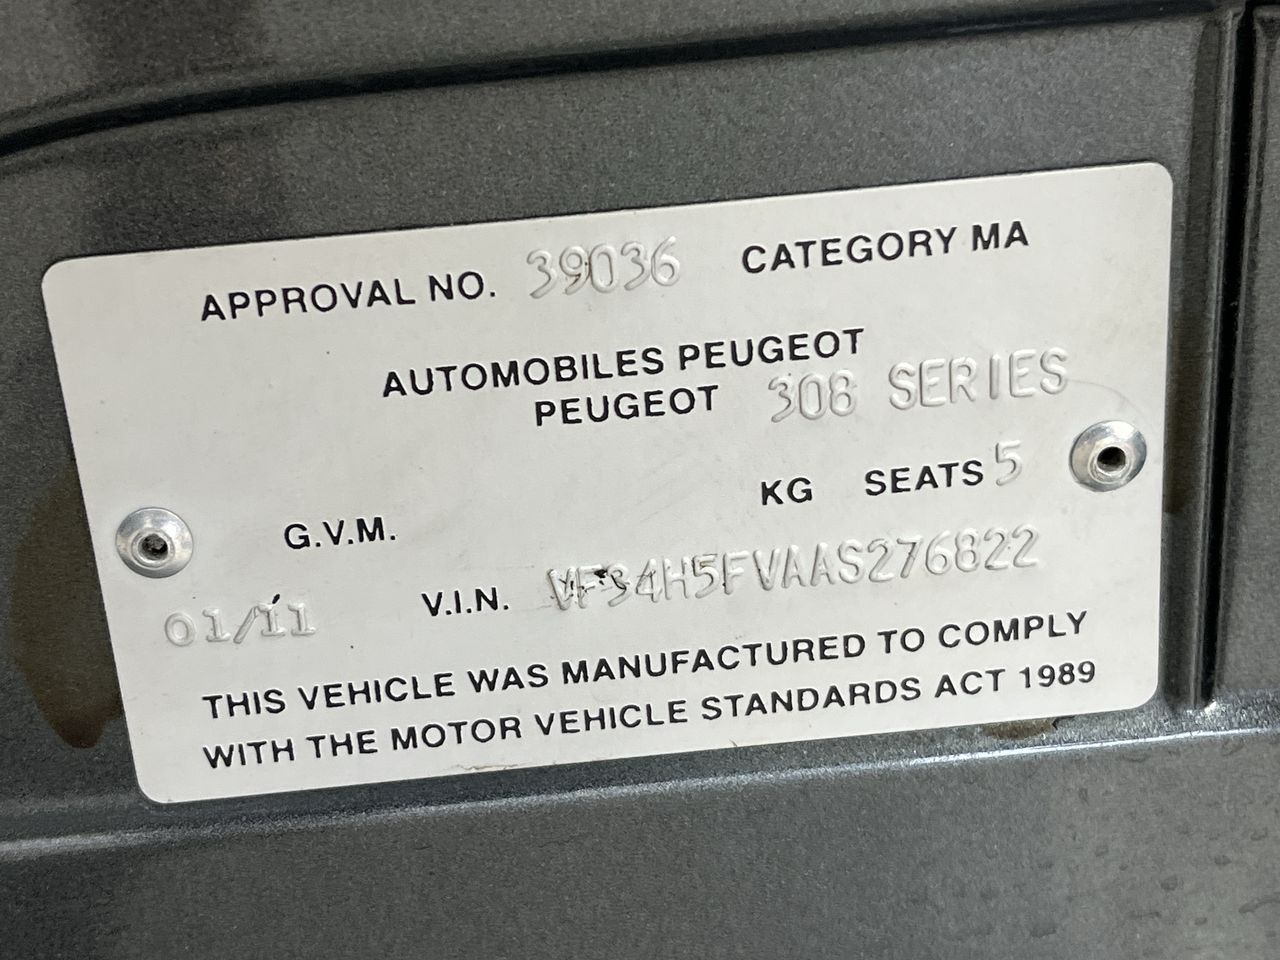 APPROVAL NO. 39036 CATEGORY MA
AUTOMOBILES PEUGEOT
PEUGEOT 308 SERIES
G.V.M. KG SEATS 5
01/11 V.I.N. VF34H5FVAAS276822
THIS VEHICLE WAS MANUFACTURED TO COMPLY
WITH THE MOTOR VEHICLE STANDARDS ACT 1989